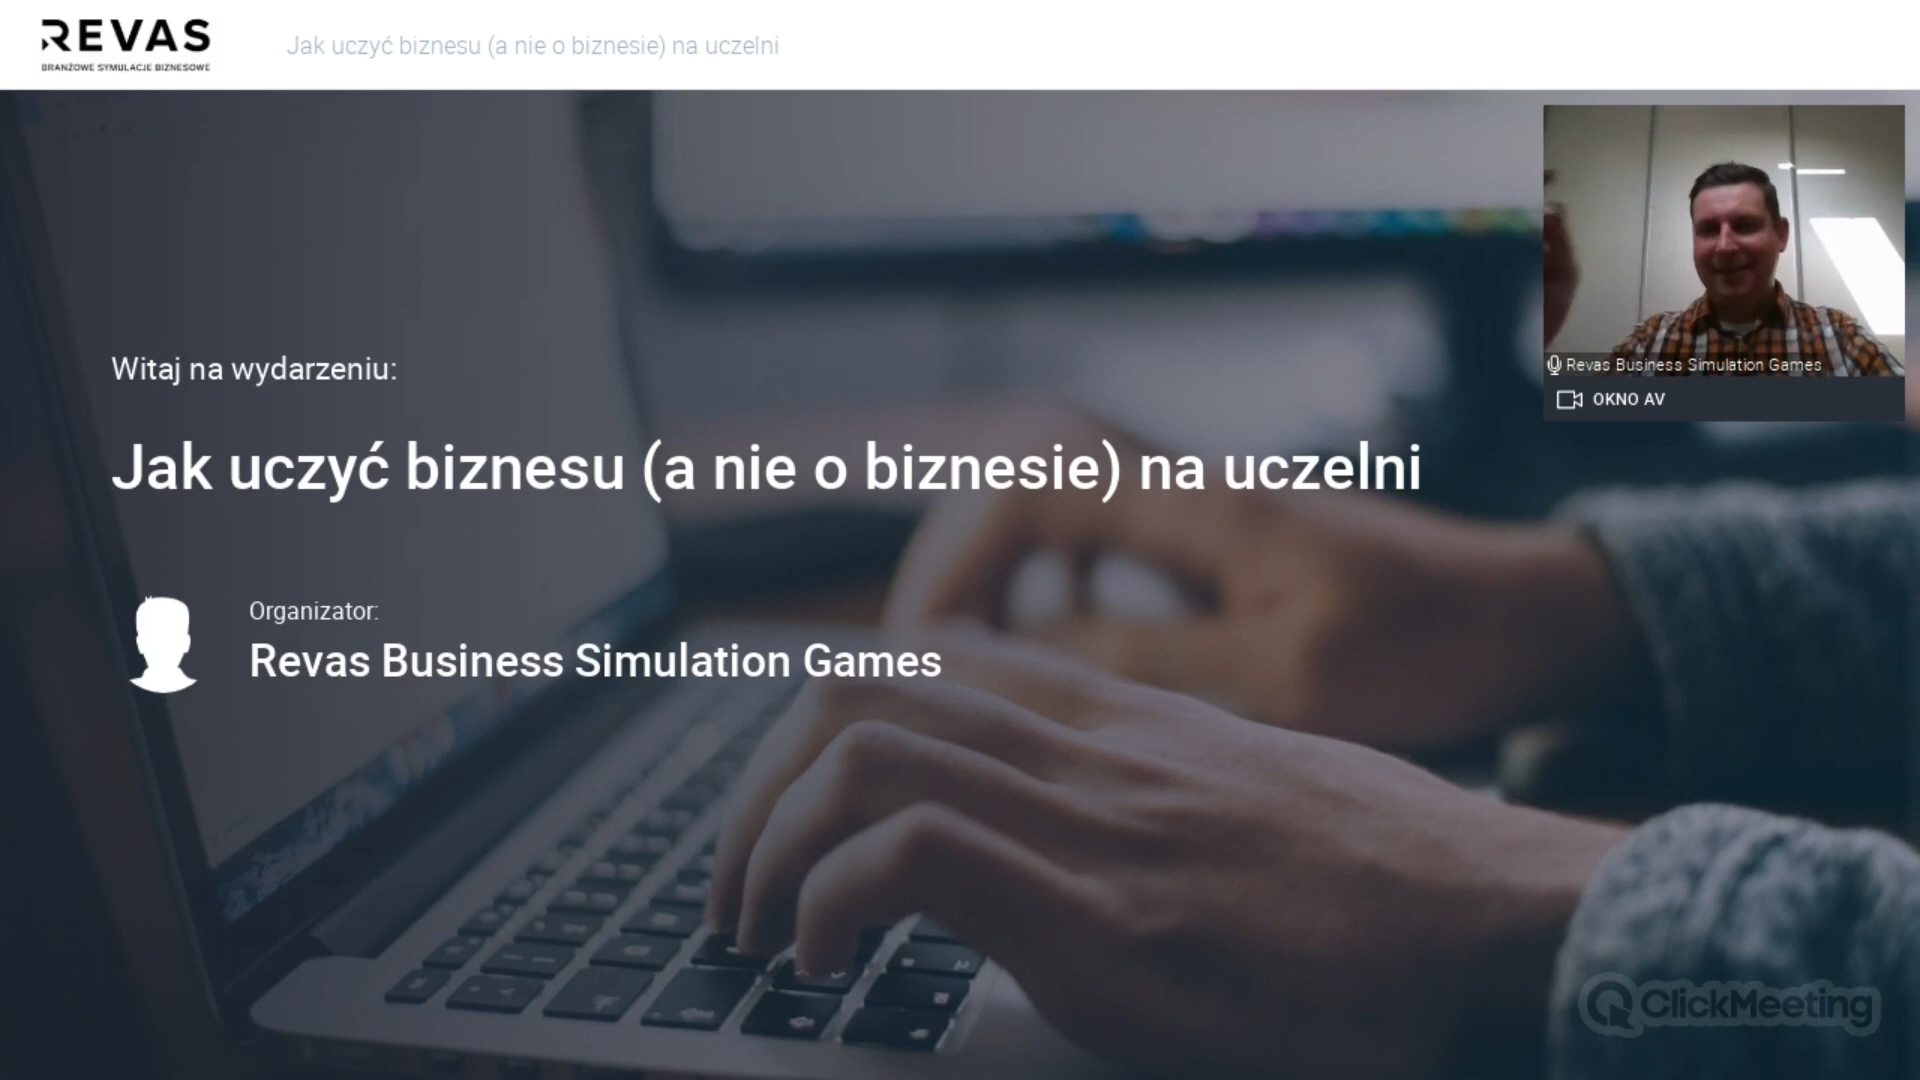 REVAS
BRANŻOWE SYMULACJE BIZNESOWE
Jak uczyć biznesu (a nie o biznesie) na uczelni
Revas Business Simulation Games
OKNO AV
Witaj na wydarzeniu:
Jak uczyć biznesu (a nie o biznesie) na uczelni
Organizator:
Revas Business Simulation Games
ClickMeeting